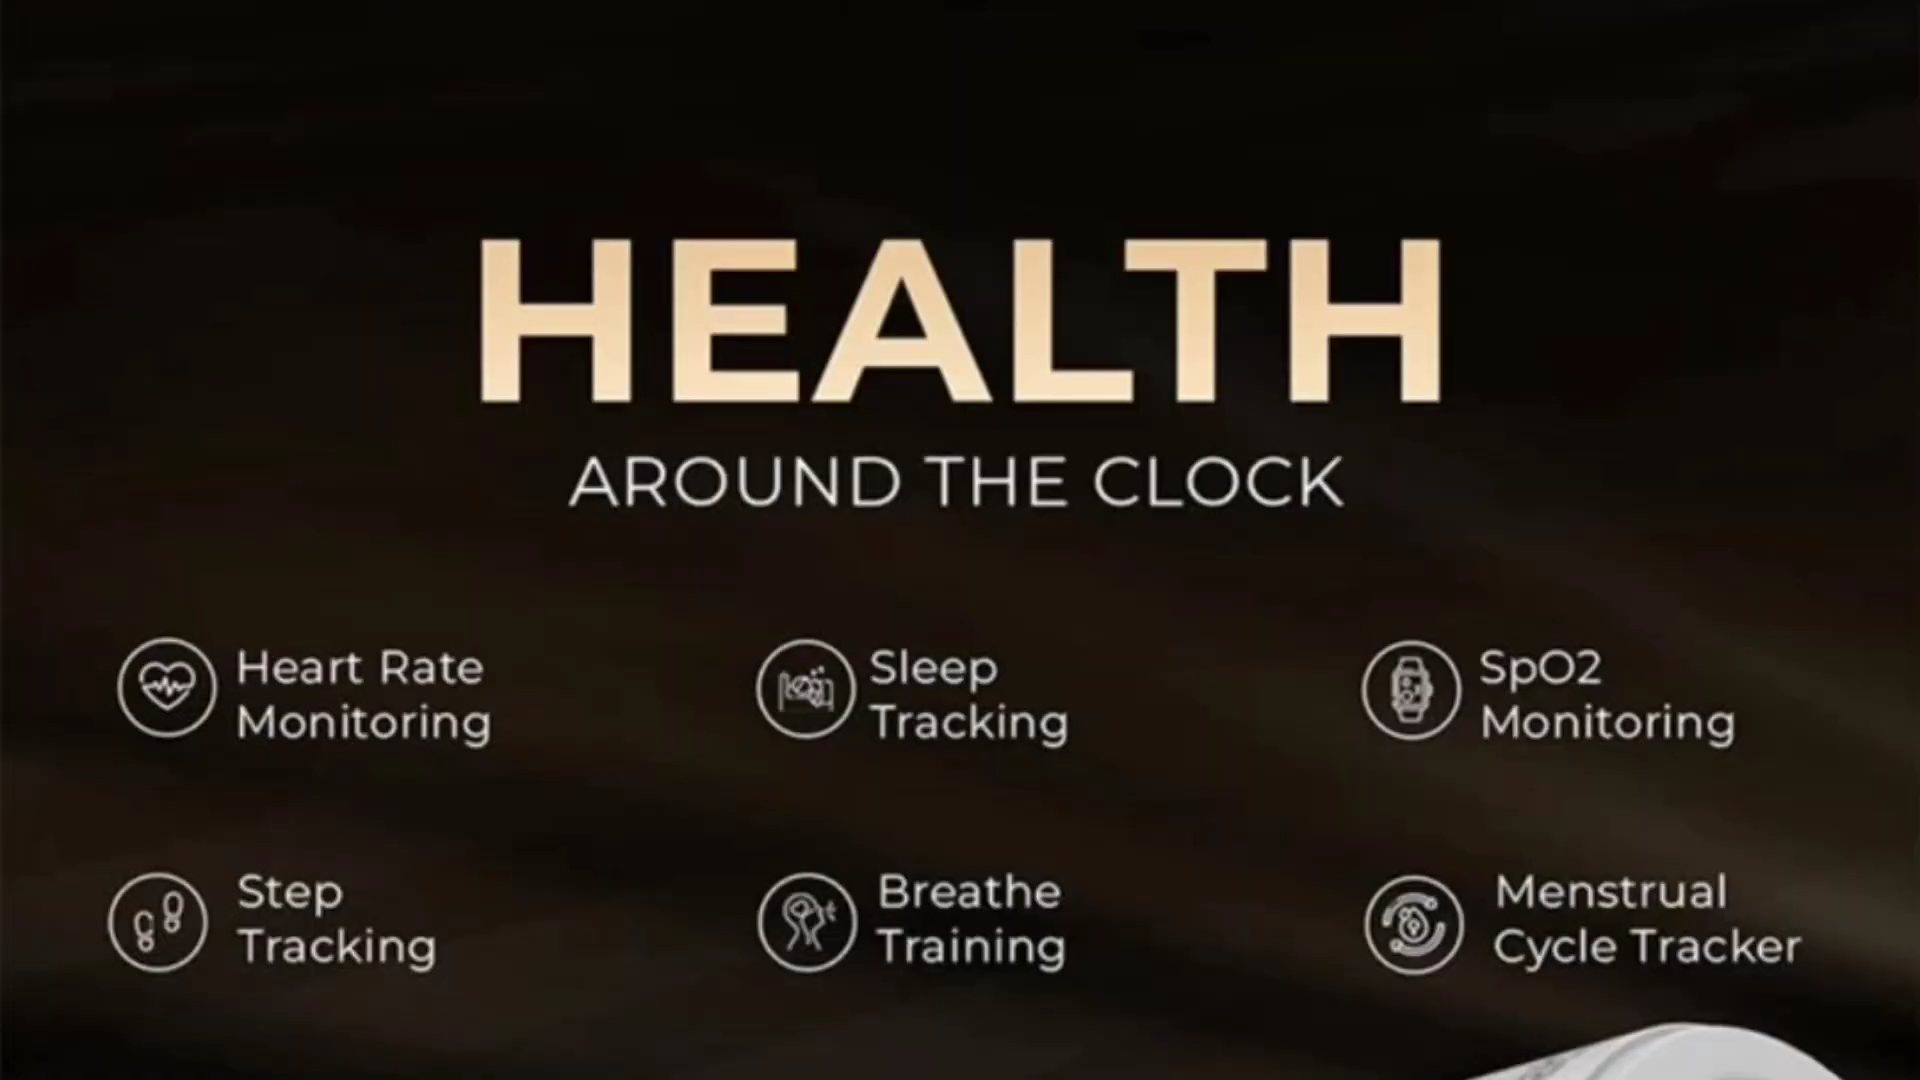 HEALTH
AROUND THE CLOCK
Heart Rate
Monitoring
Sleep
Tracking
SpO2
Monitoring
Step
Tracking
Breathe
Training
Menstrual
Cycle Tracker